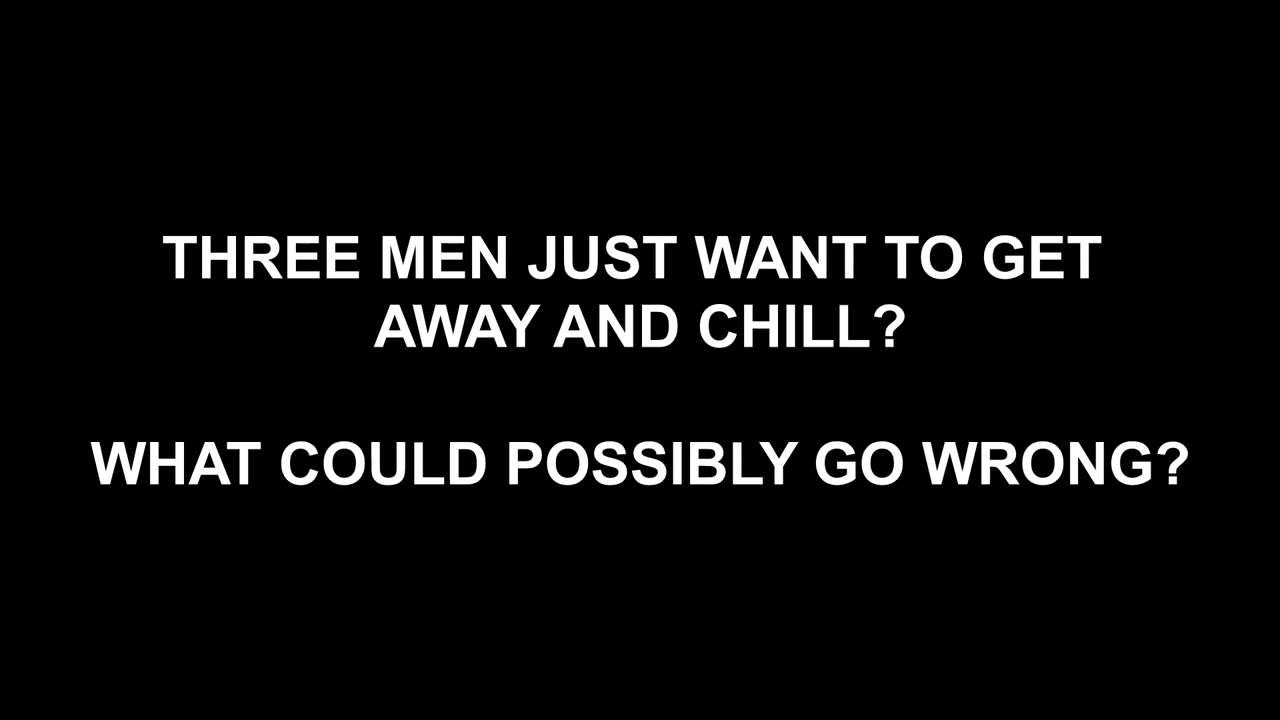 THREE MEN JUST WANT TO GET
AWAY AND CHILL?
WHAT COULD POSSIBLY GO WRONG?